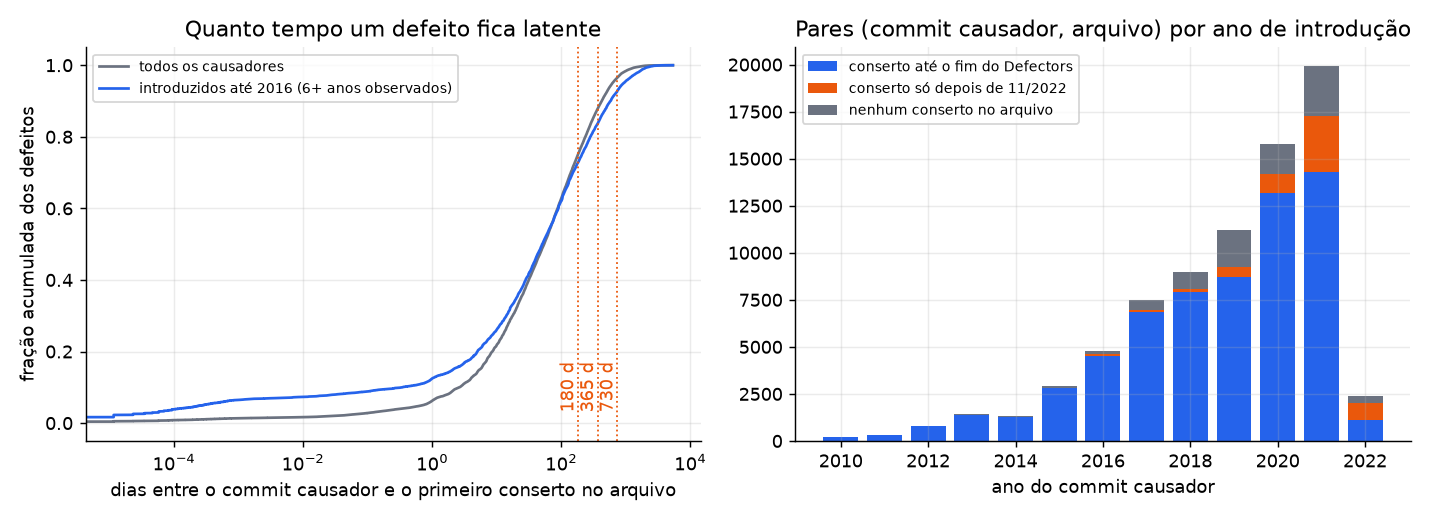 Quanto tempo um defeito fica latente
todos os causadores
introduzidos até 2016 (6+ anos observados)
fração acumulada dos defeitos
1.0
0.8
0.6
0.4
0.2
0.0
180 d
365 d
730 d
10⁻⁴
10⁻²
10⁰
10²
10⁴
dias entre o commit causador e o primeiro conserto no arquivo
Pares (commit causador, arquivo) por ano de introdução
conserto até o fim do Defectors
conserto só depois de 11/2022
nenhum conserto no arquivo
20000
17500
15000
12500
10000
7500
5000
2500
0
2010
2012
2014
2016
2018
2020
2022
ano do commit causador